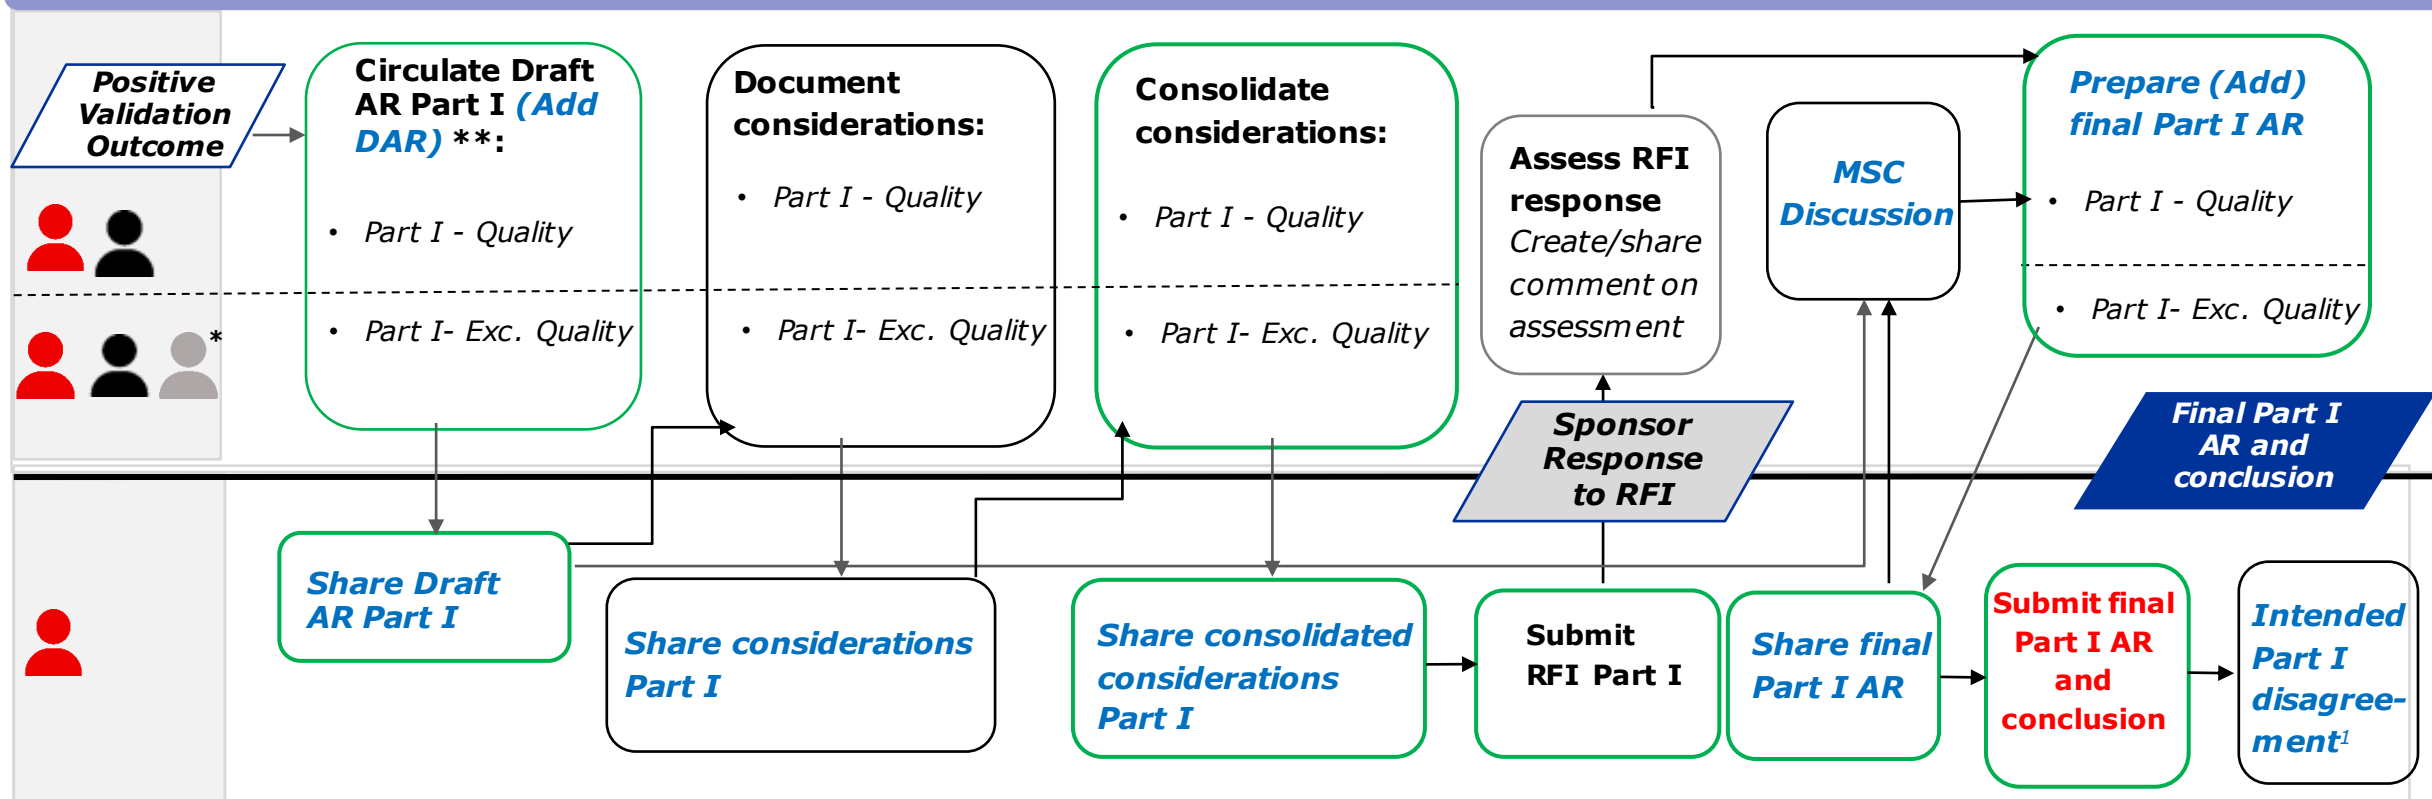 Positive
Validation
Outcome
*
Circulate Draft
AR Part I (Add
DAR) **:
• Part I - Quality
• Part I- Exc. Quality
Document
considerations:
• Part I - Quality
• Part I- Exc. Quality
Consolidate
considerations:
• Part I - Quality
• Part I- Exc. Quality
Assess RFI
response
Create/share
comment on
assessment
MSC
Discussion
Prepare (Add)
final Part I AR
• Part I - Quality
• Part I- Exc. Quality
Sponsor
Response
to RFI
Final Part I
AR and
conclusion
Share Draft
AR Part I
Share considerations
Part I
Share consolidated
considerations
Part I
Submit
RFI Part I
Share final
Part I AR
Submit final
Part I AR
and
conclusion
Intended
Part I
disagree-
ment¹